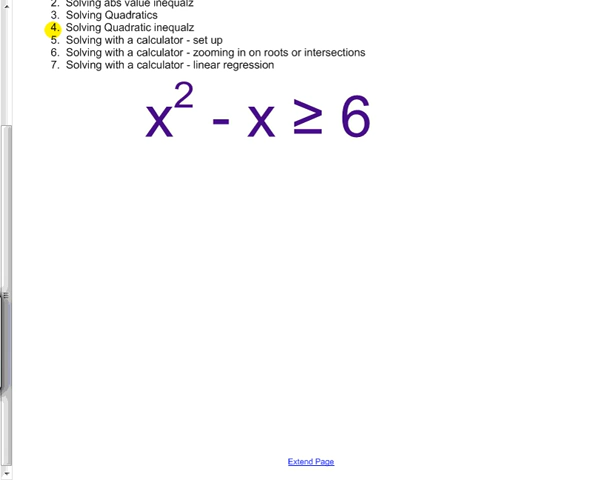 2. Solving abs value inequalz
3. Solving Quadratics
4. Solving Quadratic inequalz
5. Solving with a calculator - set up
6. Solving with a calculator - zooming in on roots or intersections
7. Solving with a calculator - linear regression
x² - x ≥ 6
Extend Page